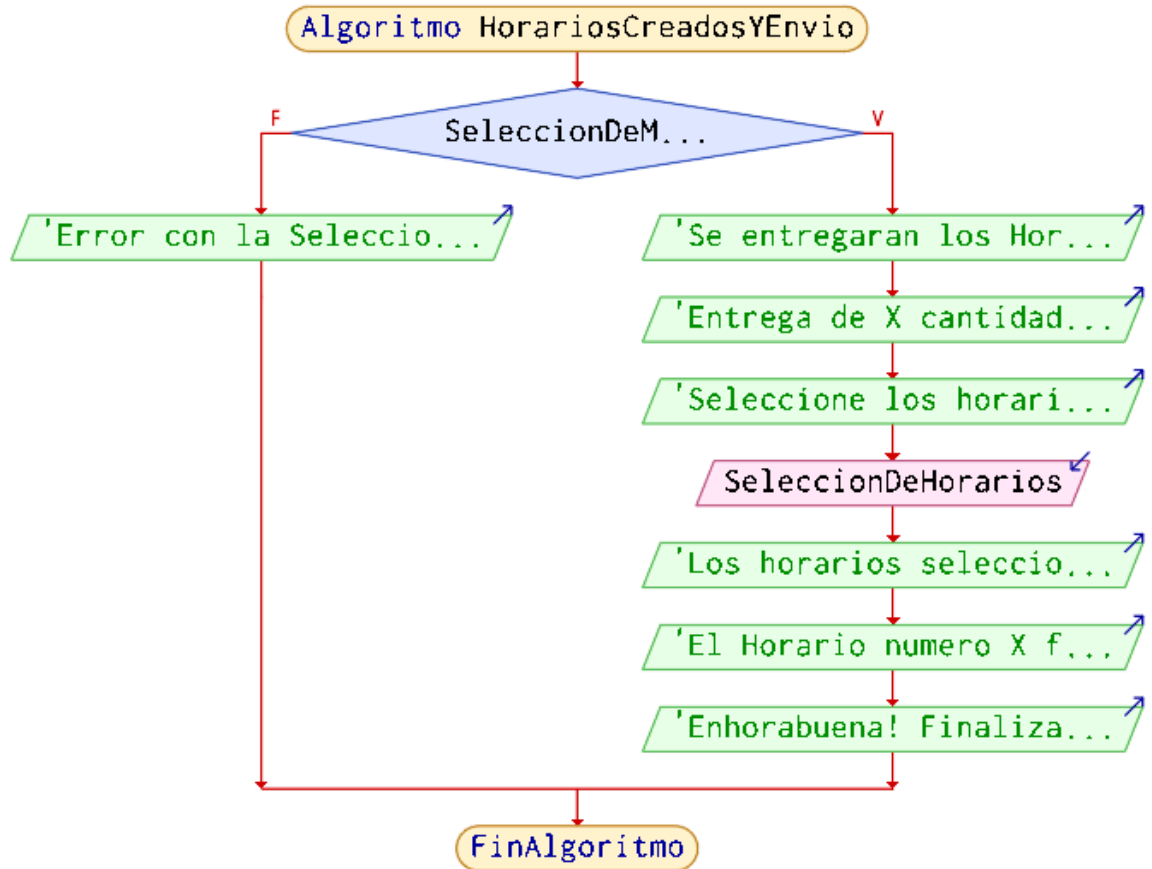 Algoritmo HorariosCreadosYEnvio
F
V
SeleccionDeM...
'Error con la Seleccio...
'Se entregaran los Hor...
'Entrega de X cantidad...
'Seleccione los horari...
SeleccionDeHorarios
'Los horarios seleccio...
'El Horario numero X f...
'Enhorabuena! Finaliza...
FinAlgoritmo